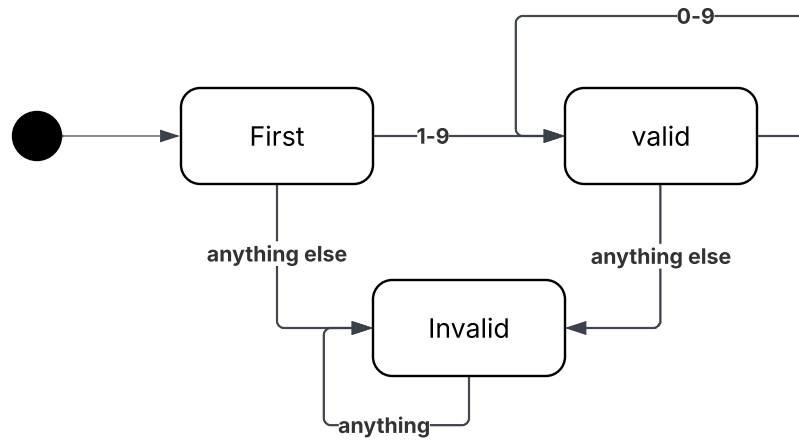 0-9
First
1-9
valid
anything else
anything else
Invalid
anything